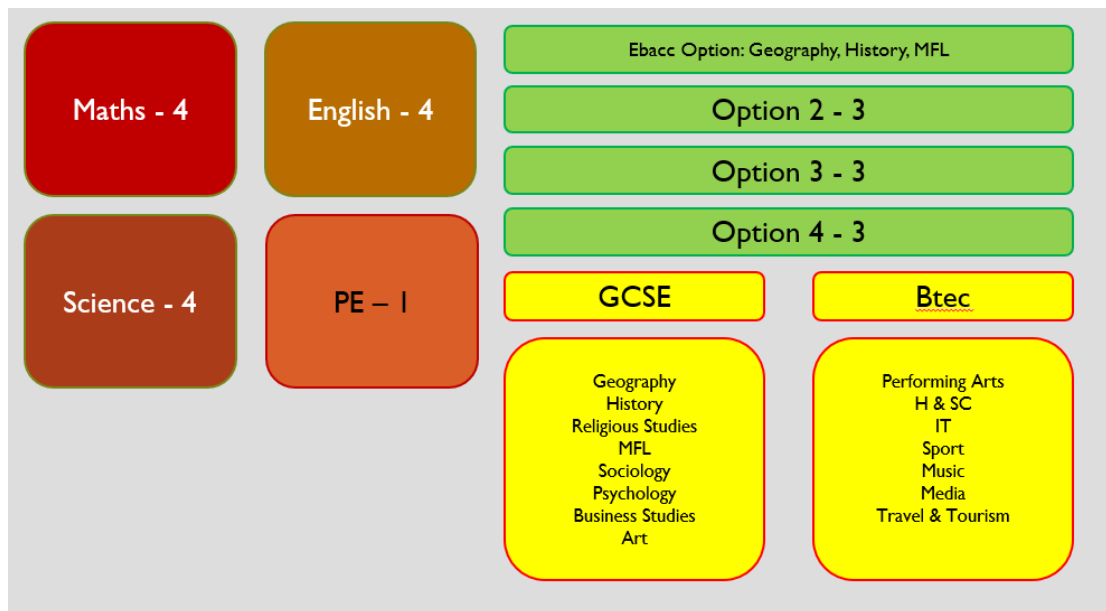 Maths - 4
English - 4
Science - 4
PE – 1
Ebacc Option: Geography, History, MFL
Option 2 - 3
Option 3 - 3
Option 4 - 3
GCSE
Geography
History
Religious Studies
MFL
Sociology
Psychology
Business Studies
Art
Btec
Performing Arts
H & SC
IT
Sport
Music
Media
Travel & Tourism